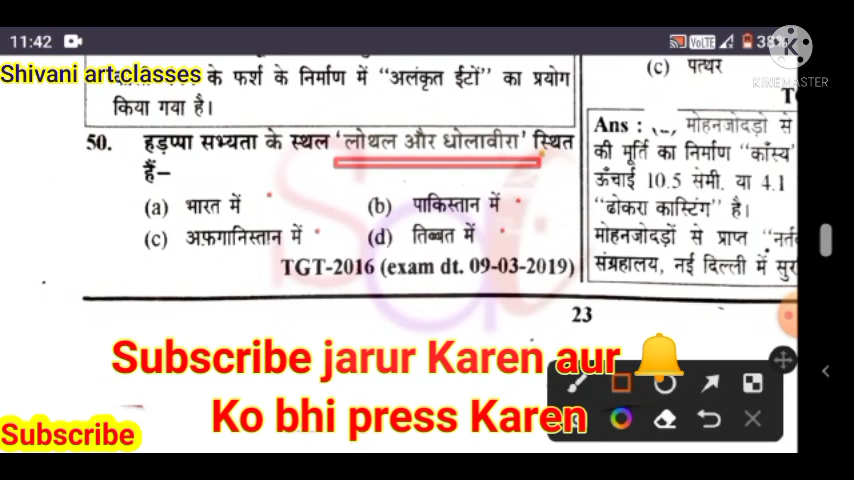 11:42
VoLTE
38%
KINEMASTER
Shivani art classes
के फर्श के निर्माण में “अलंकृत ईंटों” का प्रयोग
किया गया है।
50. हड़प्पा सभ्यता के स्थल ‘लोथल और धोलावीरा’ स्थित
हैं–
(a) भारत में (b) पाकिस्तान में
(c) अफ़गानिस्तान में (d) तिब्बत में
TGT-2016 (exam dt. 09-03-2019)
(c) पत्थर
Ans : मोहनजोदड़ो से
की मूर्ति का निर्माण “काँस्य’
ऊँचाई 10.5 सेमी. या 4.1
“ढोकरा कास्टिंग” है।
मोहनजोदड़ों से प्राप्त
संग्रहालय, नई दिल्ली में
23
Subscribe jarur Karen aur
Ko bhi press Karen
Subscribe